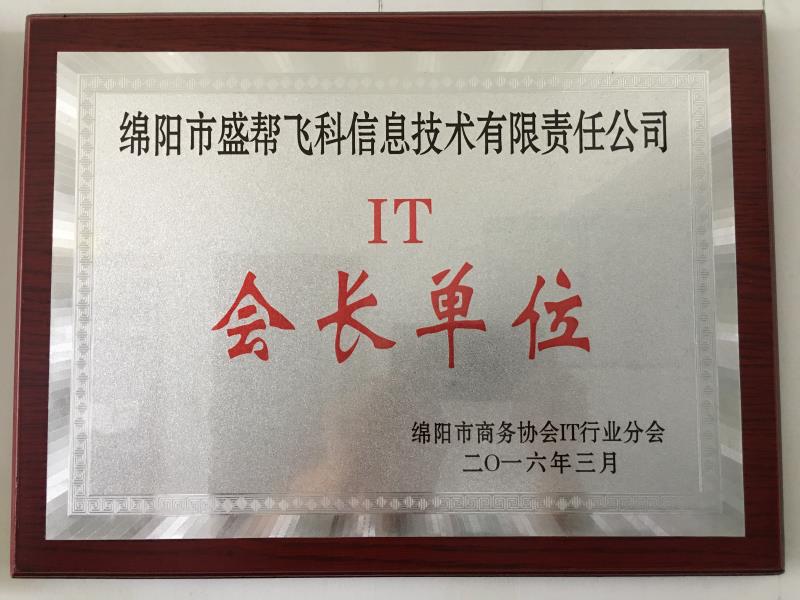 绵阳市盛帮飞科信息技术有限责任公司
IT
会长单位
绵阳市商务协会IT行业分会
二〇一六年三月